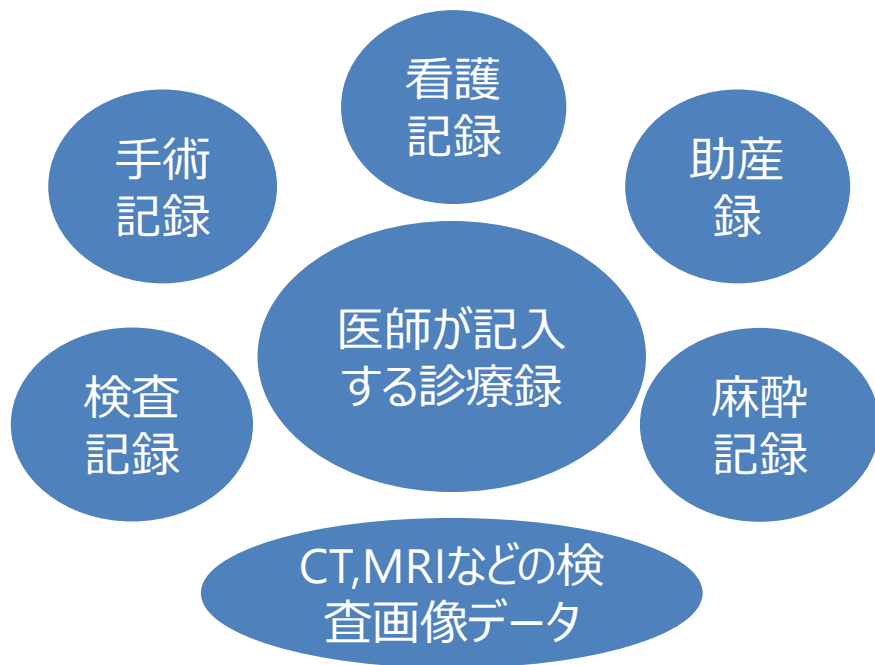 看護
記録
手術
記録
助産
録
医師が記入
する診療録
検査
記録
麻酔
記録
CT,MRIなどの検
査画像データ